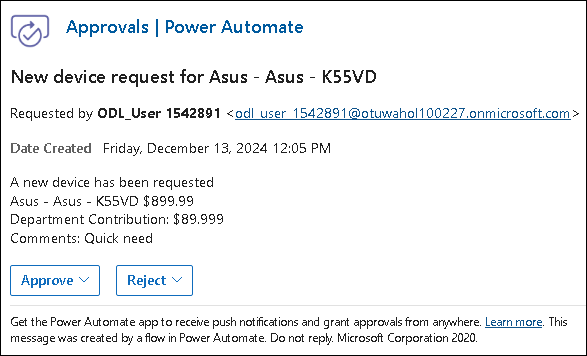 Approvals | Power Automate
New device request for Asus - Asus - K55VD
Requested by ODL_User 1542891 <odl_user_1542891@otuwahol100227.onmicrosoft.com>
Date Created Friday, December 13, 2024 12:05 PM
A new device has been requested
Asus - Asus - K55VD $899.99
Department Contribution: $89.999
Comments: Quick need
Approve Reject
Get the Power Automate app to receive push notifications and grant approvals from anywhere. Learn more. This
message was created by a flow in Power Automate. Do not reply. Microsoft Corporation 2020.